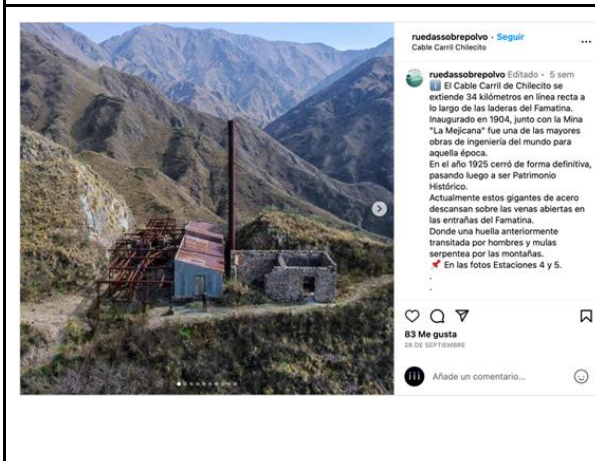 ruedassobrepolvo · Seguir
Cable Carril Chilecito
ruedassobrepolvo Editado · 5 sem
El Cable Carril de Chilecito se
extiende 34 kilómetros en línea recta a
lo largo de las laderas del Famatina.
Inaugurado en 1904, junto con la Mina
"La Mejicana" fue una de las mayores
obras de ingeniería del mundo para
aquella época.
En el año 1925 cerró de forma definitiva,
pasando luego a ser Patrimonio
Histórico.
Actualmente estos gigantes de acero
descansan sobre las venas abiertas en
las entrañas del Famatina.
Donde una huella anteriormente
transitada por hombres y mulas
serpentea por las montañas.
📌 En las fotos Estaciones 4 y 5.
.
.
83 Me gusta
28 DE SEPTIEMBRE
Añade un comentario...